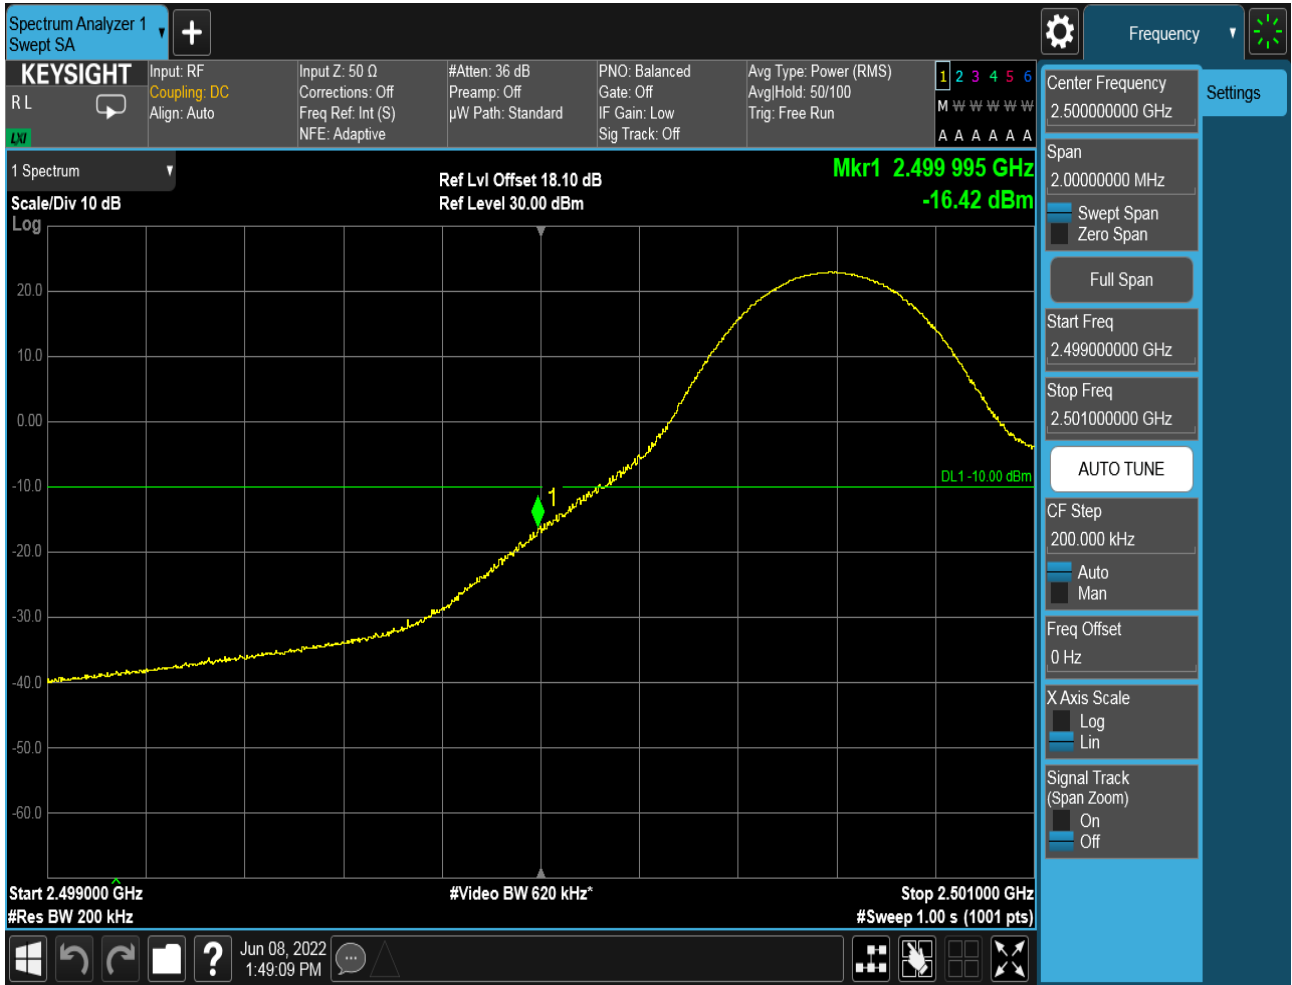 Spectrum Analyzer 1
Swept SA
Frequency
KEYSIGHT
R L
LXI
Input: RF
Coupling: DC
Align: Auto
Input Z: 50 Ω
Corrections: Off
Freq Ref: Int (S)
NFE: Adaptive
#Atten: 36 dB
Preamp: Off
µW Path: Standard
PNO: Balanced
Gate: Off
IF Gain: Low
Sig Track: Off
Avg Type: Power (RMS)
Avg|Hold: 50/100
Trig: Free Run
1 2 3 4 5 6
M W W W W W
A A A A A A
1 Spectrum
Scale/Div 10 dB
Log
Ref Lvl Offset 18.10 dB
Ref Level 30.00 dBm
Mkr1 2.499 995 GHz
-16.42 dBm
20.0
10.0
0.00
-10.0
-20.0
-30.0
-40.0
-50.0
-60.0
DL1 -10.00 dBm
1
Start 2.499000 GHz
#Res BW 200 kHz
#Video BW 620 kHz*
Stop 2.501000 GHz
#Sweep 1.00 s (1001 pts)
Center Frequency
2.500000000 GHz
Span
2.00000000 MHz
Swept Span
Zero Span
Full Span
Start Freq
2.499000000 GHz
Stop Freq
2.501000000 GHz
AUTO TUNE
CF Step
200.000 kHz
Auto
Man
Freq Offset
0 Hz
X Axis Scale
Log
Lin
Signal Track
(Span Zoom)
On
Off
Settings
?
Jun 08, 2022
1:49:09 PM